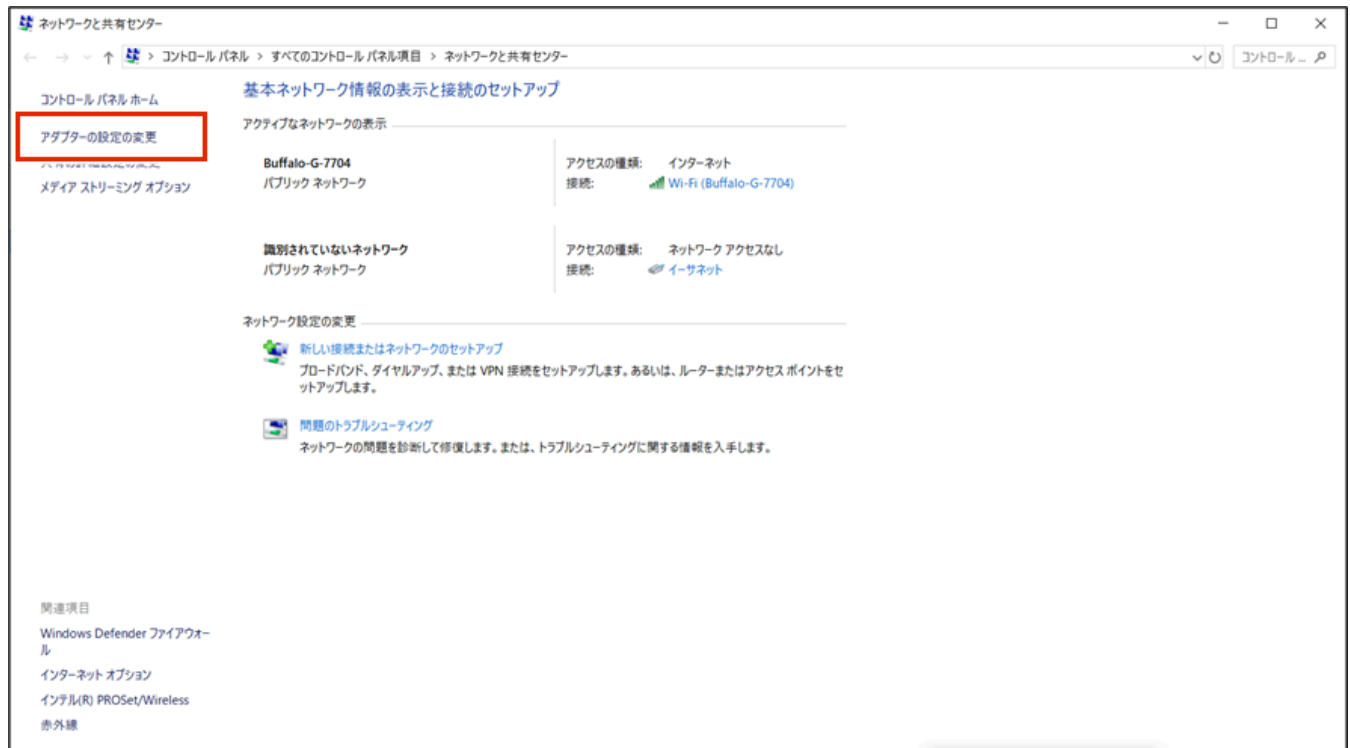 ネットワークと共有センター
コントロール パネル > すべてのコントロール パネル項目 > ネットワークと共有センター
コントロール ...
コントロール パネル ホーム
アダプターの設定の変更
共有の詳細設定の変更
メディア ストリーミング オプション
基本ネットワーク情報の表示と接続のセットアップ
アクティブなネットワークの表示
Buffalo-G-7704
パブリック ネットワーク
アクセスの種類: インターネット
接続: Wi-Fi (Buffalo-G-7704)
識別されていないネットワーク
パブリック ネットワーク
アクセスの種類: ネットワーク アクセスなし
接続: イーサネット
ネットワーク設定の変更
新しい接続またはネットワークのセットアップ
ブロードバンド、ダイヤルアップ、または VPN 接続をセットアップします。あるいは、ルーターまたはアクセス ポイントをセ
ットアップします。
問題のトラブルシューティング
ネットワークの問題を診断して修復します。または、トラブルシューティングに関する情報を入手します。
関連項目
Windows Defender ファイアウォー
ル
インターネット オプション
インテル(R) PROSet/Wireless
赤外線